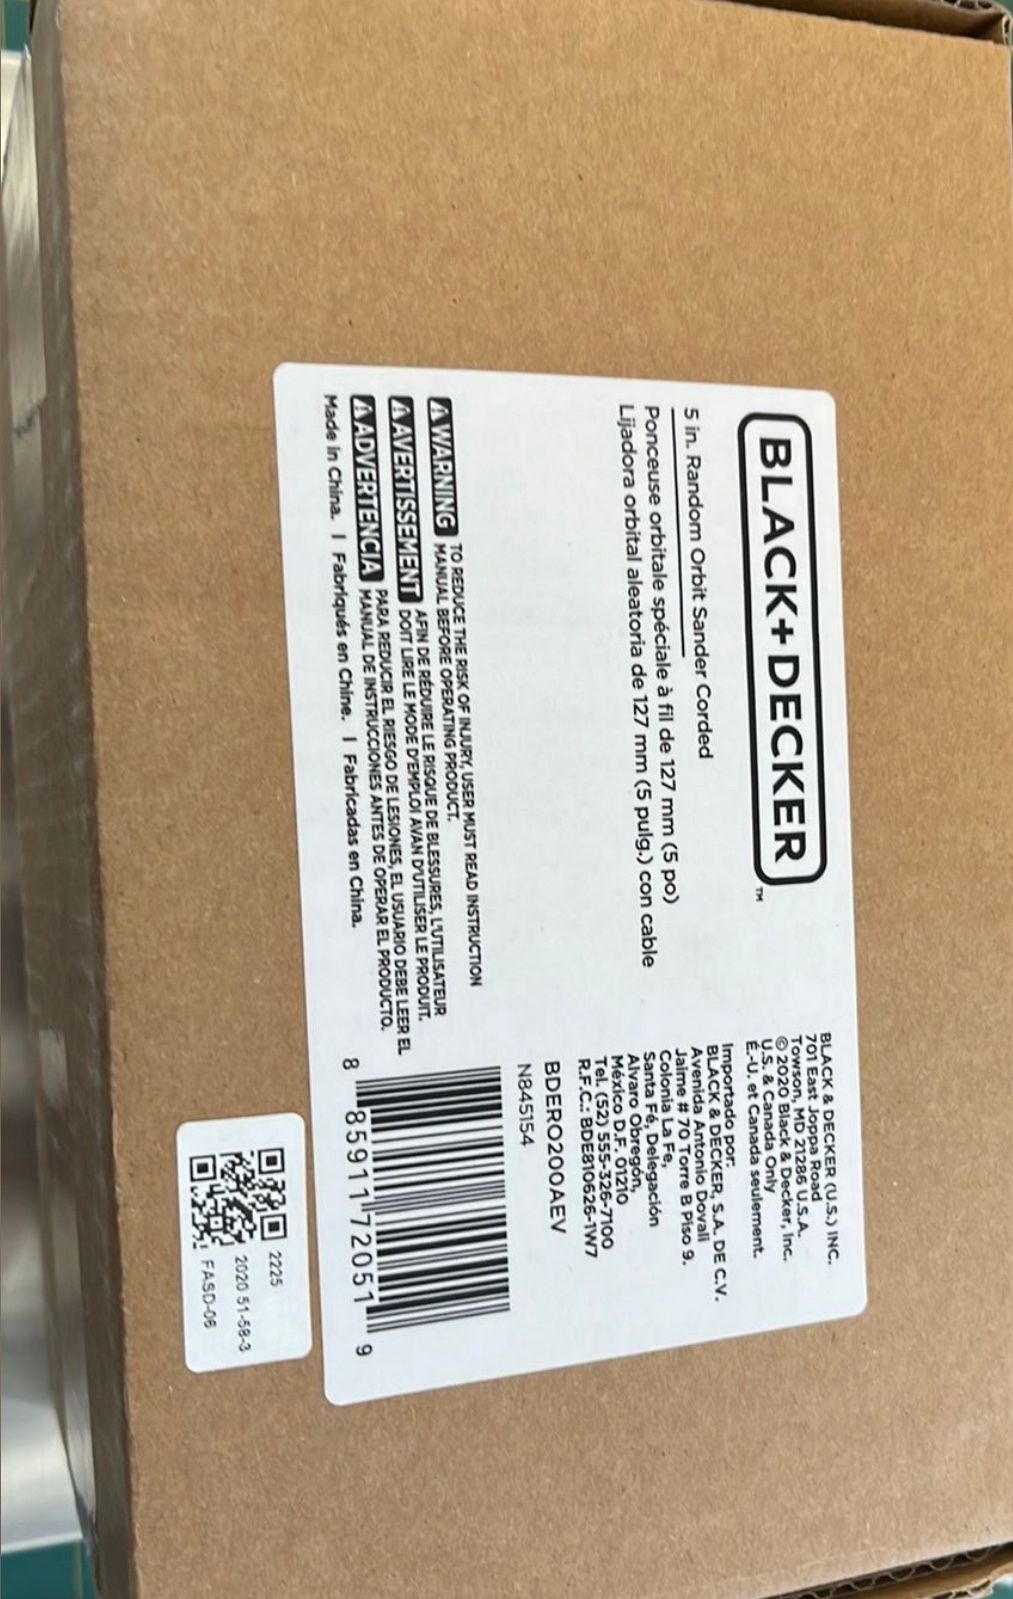 BLACK+DECKER™
5 in. Random Orbit Sander Corded
Ponceuse orbitale spéciale à fil de 127 mm (5 po)
Lijadora orbital aleatoria de 127 mm (5 pulg.) con cable
BLACK & DECKER (U.S.) INC.
701 East Joppa Road
Towson, MD 21286 U.S.A.
© 2020 Black & Decker, Inc.
U.S. & Canada Only
É.-U. et Canada seulement.
Importado por:
BLACK & DECKER, S.A. DE C.V.
Avenida Antonio Dovali
Jaime # 70 Torre B Piso 9.
Colonia La Fe,
Santa Fé, Delegación
Alvaro Obregón,
México D.F. 01210
Tel. (52) 555-326-7100
R.F.C.: BDE810626-1W7
BDERO200AEV
N845154
WARNING TO REDUCE THE RISK OF INJURY, USER MUST READ INSTRUCTION
MANUAL BEFORE OPERATING PRODUCT.
AVERTISSEMENT AFIN DE RÉDUIRE LE RISQUE DE BLESSURES, L'UTILISATEUR
DOIT LIRE LE MODE D'EMPLOI AVAN D'UTILISER LE PRODUIT.
ADVERTENCIA PARA REDUCIR EL RIESGO DE LESIONES, EL USUARIO DEBE LEER EL
MANUAL DE INSTRUCCIONES ANTES DE OPERAR EL PRODUCTO.
Made in China. | Fabriqués en Chine. | Fabricadas en China.
8 85911 72051 9
2225
2020 51-58-3
FASD-06